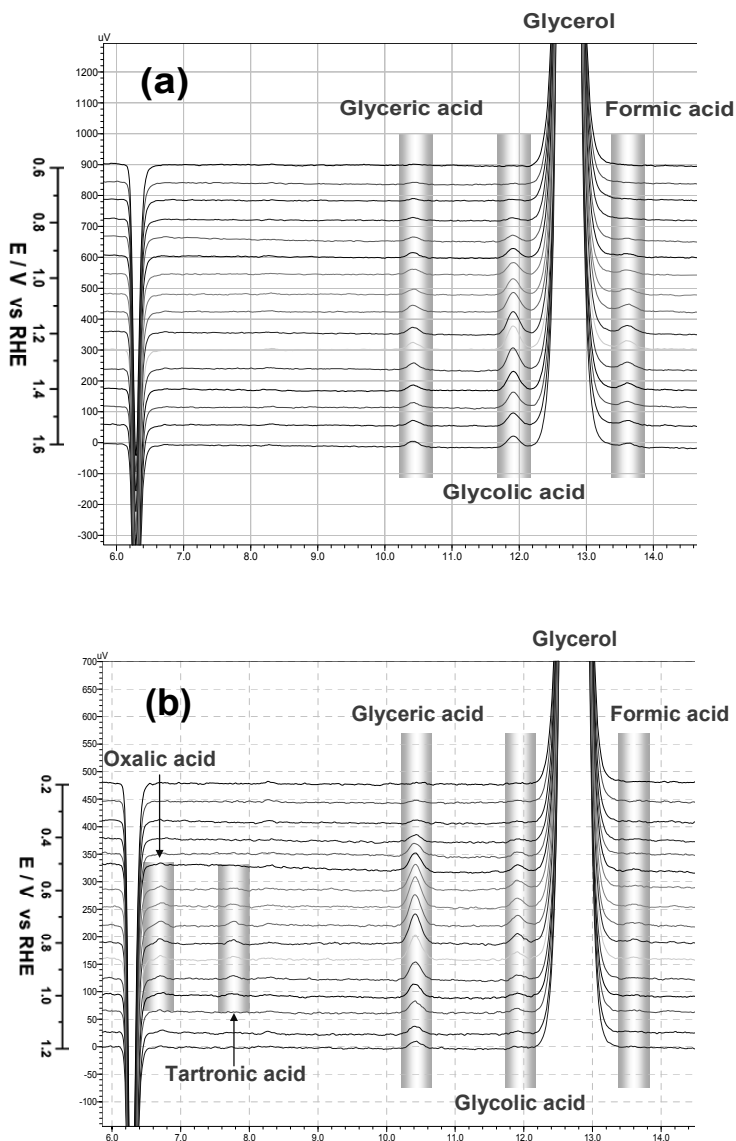 Glycerol
uV
(a)
Glyceric acid
Formic acid
1200
1100
1000
900
800
700
600
500
400
300
200
100
0
-100
-200
-300
0.6
0.8
1.0
1.2
1.4
1.6
E / V vs RHE
Glycolic acid
6.0 7.0 8.0 9.0 10.0 11.0 12.0 13.0 14.0
Glycerol
uV
(b)
Glyceric acid
Formic acid
Oxalic acid
700
650
600
550
500
450
400
350
300
250
200
150
100
50
0
-50
-100
0.2
0.4
0.6
0.8
1.0
1.2
E / V vs RHE
Tartronic acid
Glycolic acid
6.0 7.0 8.0 9.0 10.0 11.0 12.0 13.0 14.0